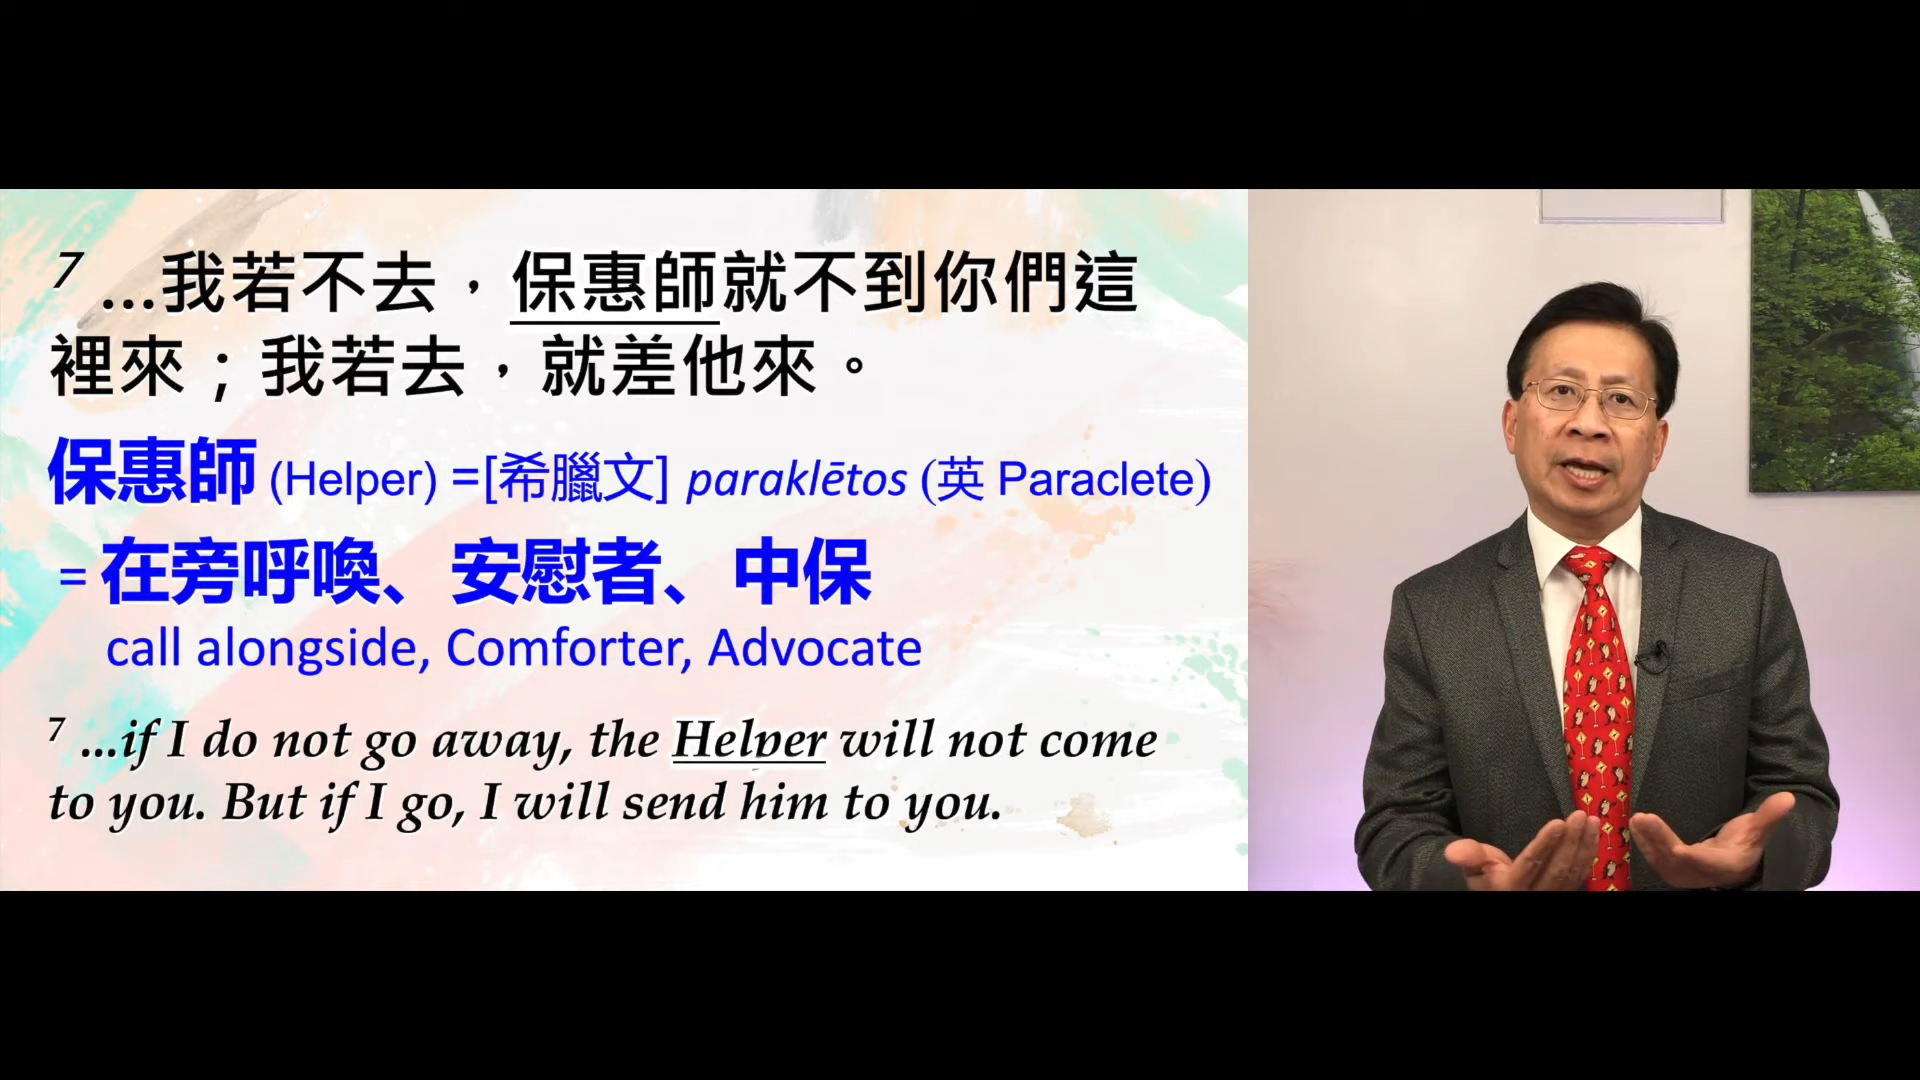 7 ...我若不去，保惠師就不到你們這
裡來；我若去，就差他來。
保惠師 (Helper) =[希臘文] paraklētos (英 Paraclete)
= 在旁呼喚、安慰者、中保
call alongside, Comforter, Advocate
7 ...if I do not go away, the Helper will not come
to you. But if I go, I will send him to you.